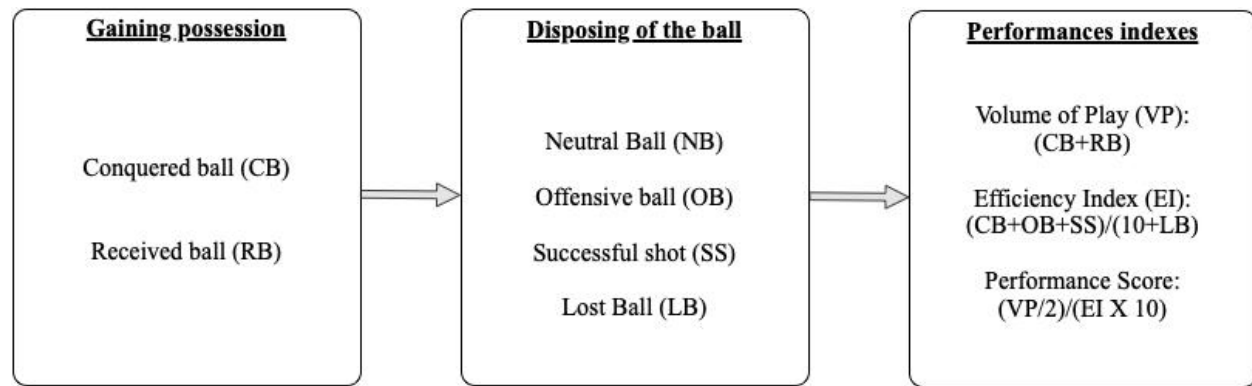 Gaining possession
Conquered ball (CB)
Received ball (RB)
Disposing of the ball
Neutral Ball (NB)
Offensive ball (OB)
Successful shot (SS)
Lost Ball (LB)
Performances indexes
Volume of Play (VP):
(CB+RB)
Efficiency Index (EI):
(CB+OB+SS)/(10+LB)
Performance Score:
(VP/2)/(EI X 10)